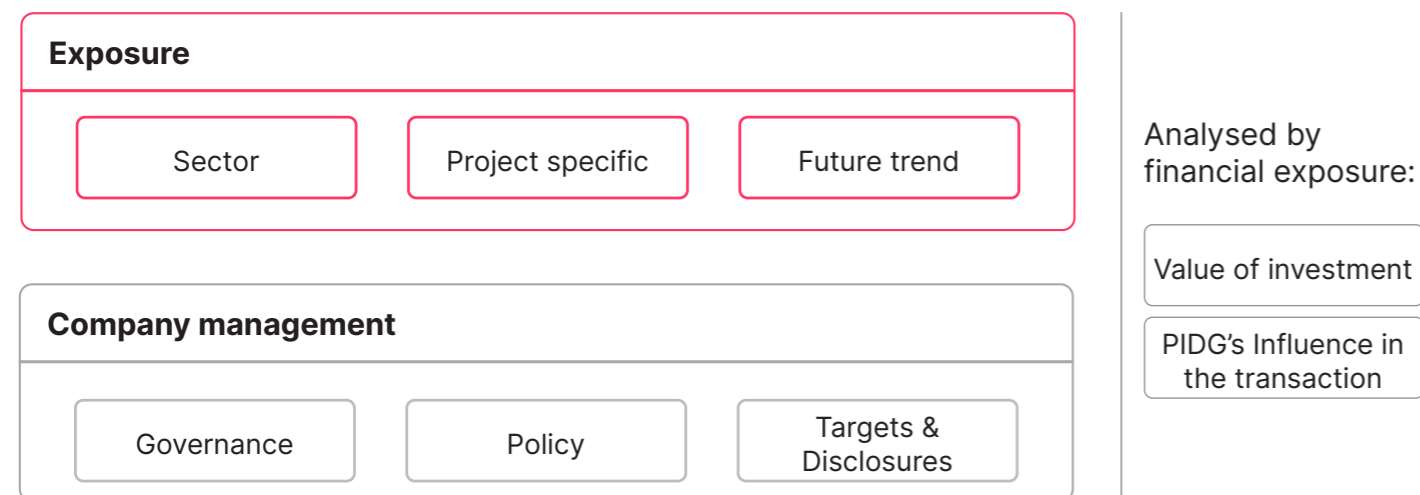 Exposure
Sector
Project specific
Future trend
Company management
Governance
Policy
Targets &
Disclosures
Analysed by
financial exposure:
Value of investment
PIDG’s Influence in
the transaction